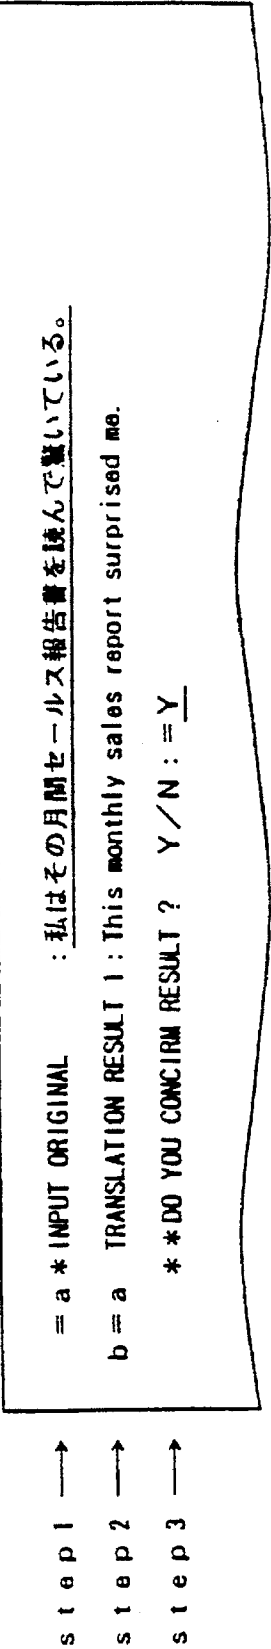 step1 → =a*INPUT ORIGINAL :私はその月間セールス報告書を読んで驚いている。
step2 → b=a TRANSLATION RESULT 1:This monthly sales report surprised me.
step3 → **DO YOU CONCIRM RESULT ? Y/N:=Y